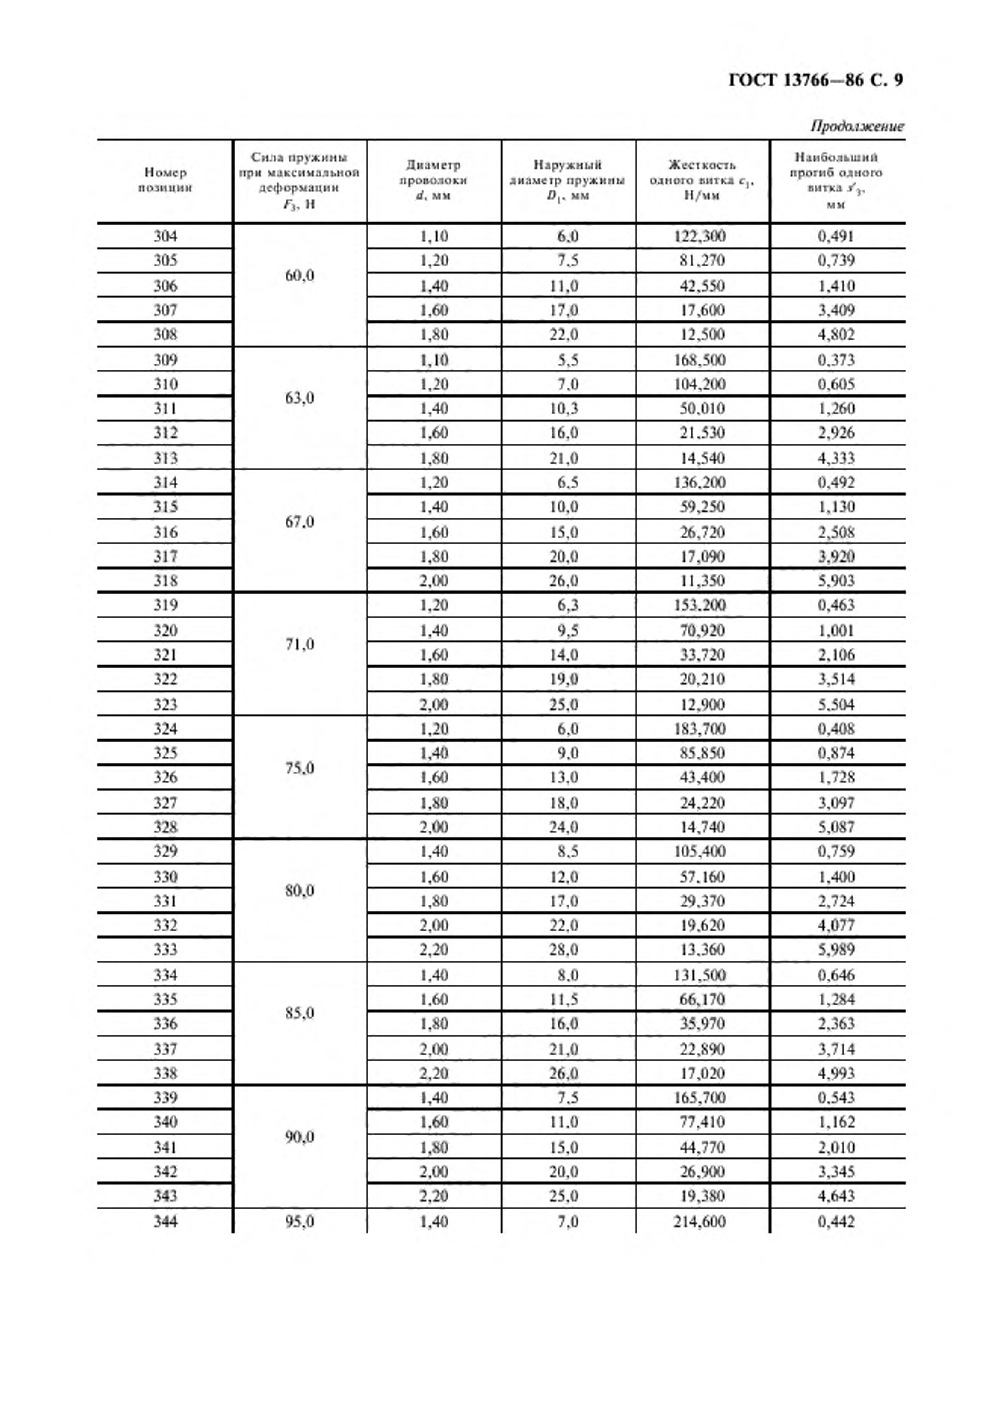 ГОСТ 13766—86 С. 9
Продолжение
Номер позиции | Сила пружины при максимальной деформации F₃, Н | Диаметр проволоки d, мм | Наружный диаметр пружины D₁, мм | Жесткость одного витка c₁, Н/мм | Наибольший прогиб одного витка s'₃, мм
304 1,10 6,0 122,300 0,491
305 1,20 7,5 81,270 0,739
60,0
306 1,40 11,0 42,550 1,410
307 1,60 17,0 17,600 3,409
308 1,80 22,0 12,500 4,802
309 1,10 5,5 168,500 0,373
310 1,20 7,0 104,200 0,605
63,0
311 1,40 10,3 50,010 1,260
312 1,60 16,0 21,530 2,926
313 1,80 21,0 14,540 4,333
314 1,20 6,5 136,200 0,492
315 1,40 10,0 59,250 1,130
67,0
316 1,60 15,0 26,720 2,508
317 1,80 20,0 17,090 3,920
318 2,00 26,0 11,350 5,903
319 1,20 6,3 153,200 0,463
320 1,40 9,5 70,920 1,001
71,0
321 1,60 14,0 33,720 2,106
322 1,80 19,0 20,210 3,514
323 2,00 25,0 12,900 5,504
324 1,20 6,0 183,700 0,408
325 1,40 9,0 85,850 0,874
75,0
326 1,60 13,0 43,400 1,728
327 1,80 18,0 24,220 3,097
328 2,00 24,0 14,740 5,087
329 1,40 8,5 105,400 0,759
330 1,60 12,0 57,160 1,400
80,0
331 1,80 17,0 29,370 2,724
332 2,00 22,0 19,620 4,077
333 2,20 28,0 13,360 5,989
334 1,40 8,0 131,500 0,646
335 1,60 11,5 66,170 1,284
85,0
336 1,80 16,0 35,970 2,363
337 2,00 21,0 22,890 3,714
338 2,20 26,0 17,020 4,993
339 1,40 7,5 165,700 0,543
340 1,60 11,0 77,410 1,162
90,0
341 1,80 15,0 44,770 2,010
342 2,00 20,0 26,900 3,345
343 2,20 25,0 19,380 4,643
344 95,0 1,40 7,0 214,600 0,442